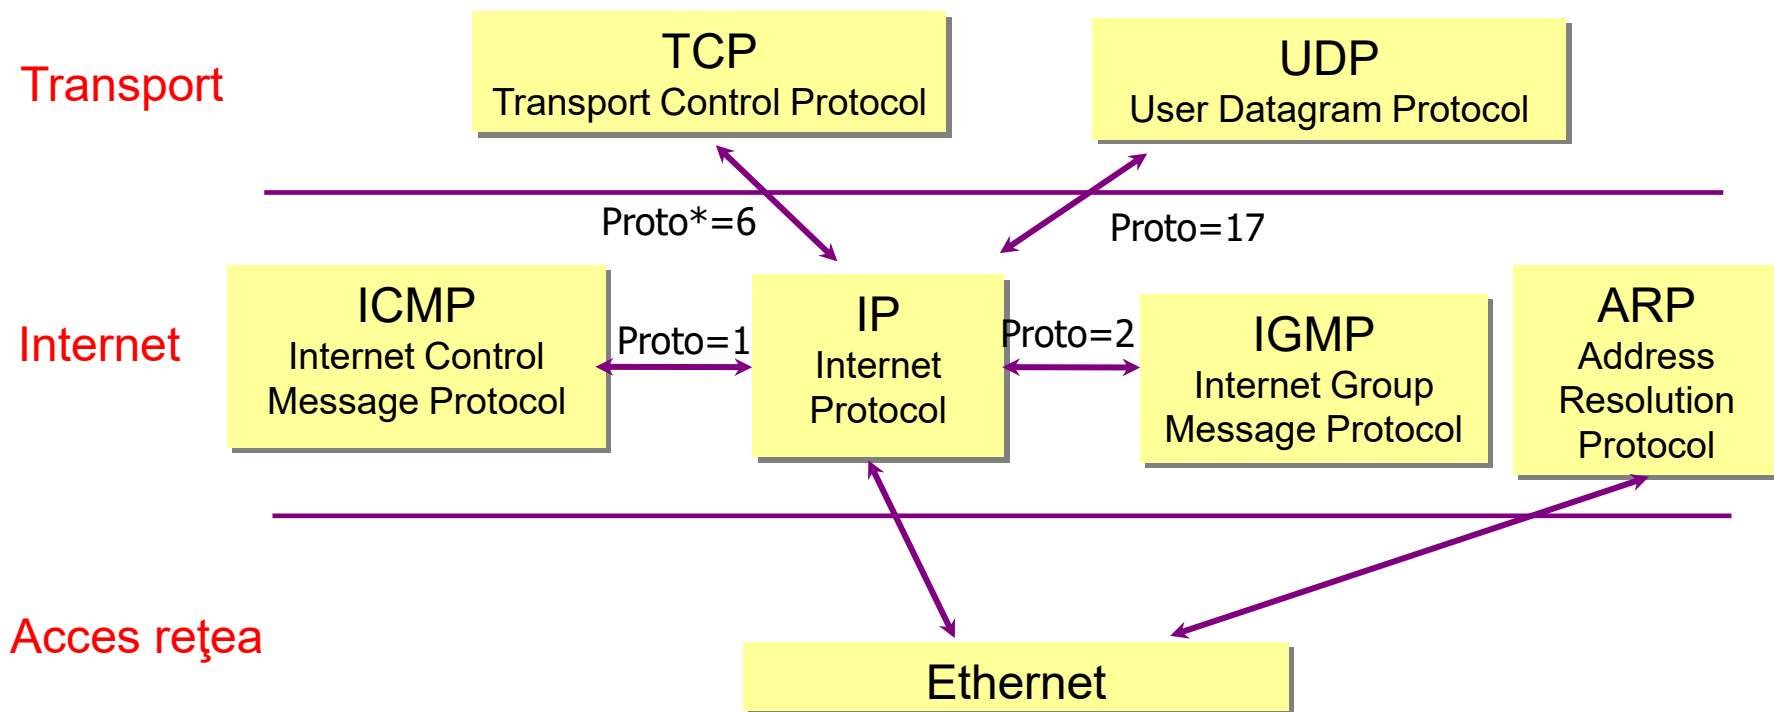 Transport
TCP
Transport Control Protocol
UDP
User Datagram Protocol
Proto*=6
Proto=17
Internet
ICMP
Internet Control
Message Protocol
Proto=1
IP
Internet
Protocol
Proto=2
IGMP
Internet Group
Message Protocol
ARP
Address
Resolution
Protocol
Acces reţea
Ethernet